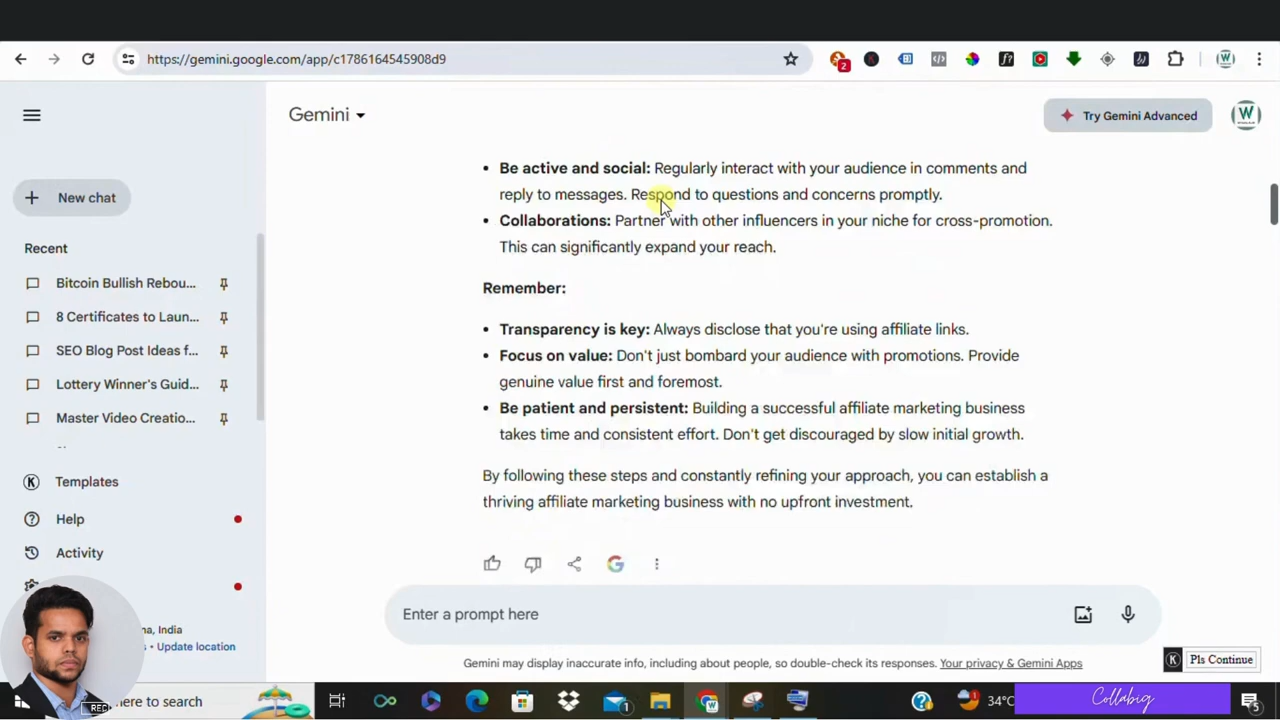 https://gemini.google.com/app/c1786164545908d9
2
W
Gemini
Try Gemini Advanced
W
New chat
Recent
Bitcoin Bullish Rebou...
8 Certificates to Laun...
SEO Blog Post Ideas f...
Lottery Winner's Guid...
Master Video Creatio...
Templates
Help
Activity
na, India
• Update location
• Be active and social: Regularly interact with your audience in comments and
reply to messages. Respond to questions and concerns promptly.
• Collaborations: Partner with other influencers in your niche for cross-promotion.
This can significantly expand your reach.
Remember:
• Transparency is key: Always disclose that you're using affiliate links.
• Focus on value: Don't just bombard your audience with promotions. Provide
genuine value first and foremost.
• Be patient and persistent: Building a successful affiliate marketing business
takes time and consistent effort. Don't get discouraged by slow initial growth.
By following these steps and constantly refining your approach, you can establish a
thriving affiliate marketing business with no upfront investment.
Enter a prompt here
Gemini may display inaccurate info, including about people, so double-check its responses. Your privacy & Gemini Apps
K Pls Continue
REC
here to search
1
34°C
Collabig
5